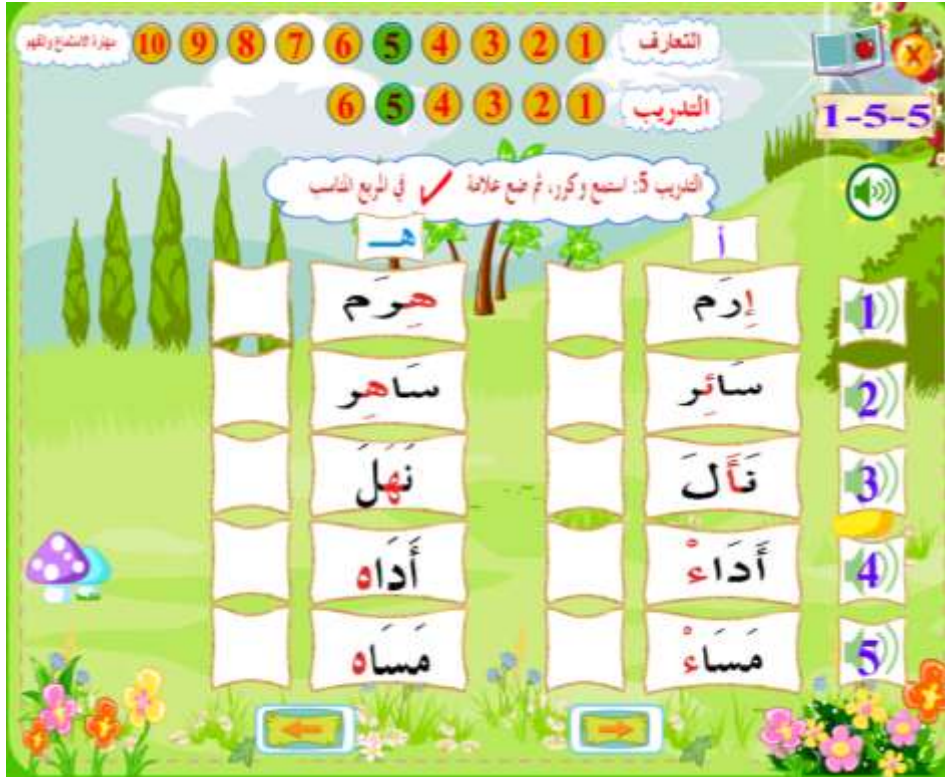 التعارف 1 2 3 4 5 6 7 8 9 10 مهارة الاستماع والفهم
X
التدريب 1 2 3 4 5 6
1-5-5
التدريب 5: استمع وكرر، ثم ضع علامة ✓ في المربع المناسب
أ هـ
1 إِرَم هِرَم
2 سَائِر سَاهِر
3 نَأَلَ نَهَلَ
4 أَدَاءْ أَدَاه
5 مَسَاءْ مَسَاه